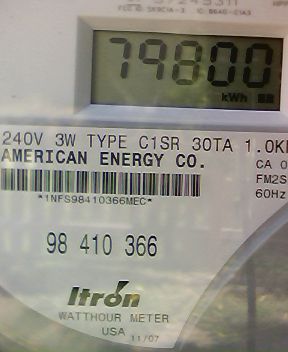 79800
kWh
240V 3W TYPE C1SR 30TA
AMERICAN ENERGY CO.
CA
FM2S
60Hz
*1NFS98410366MEC*
98 410 366
Itrón
WATTHOUR METER
USA 11/07